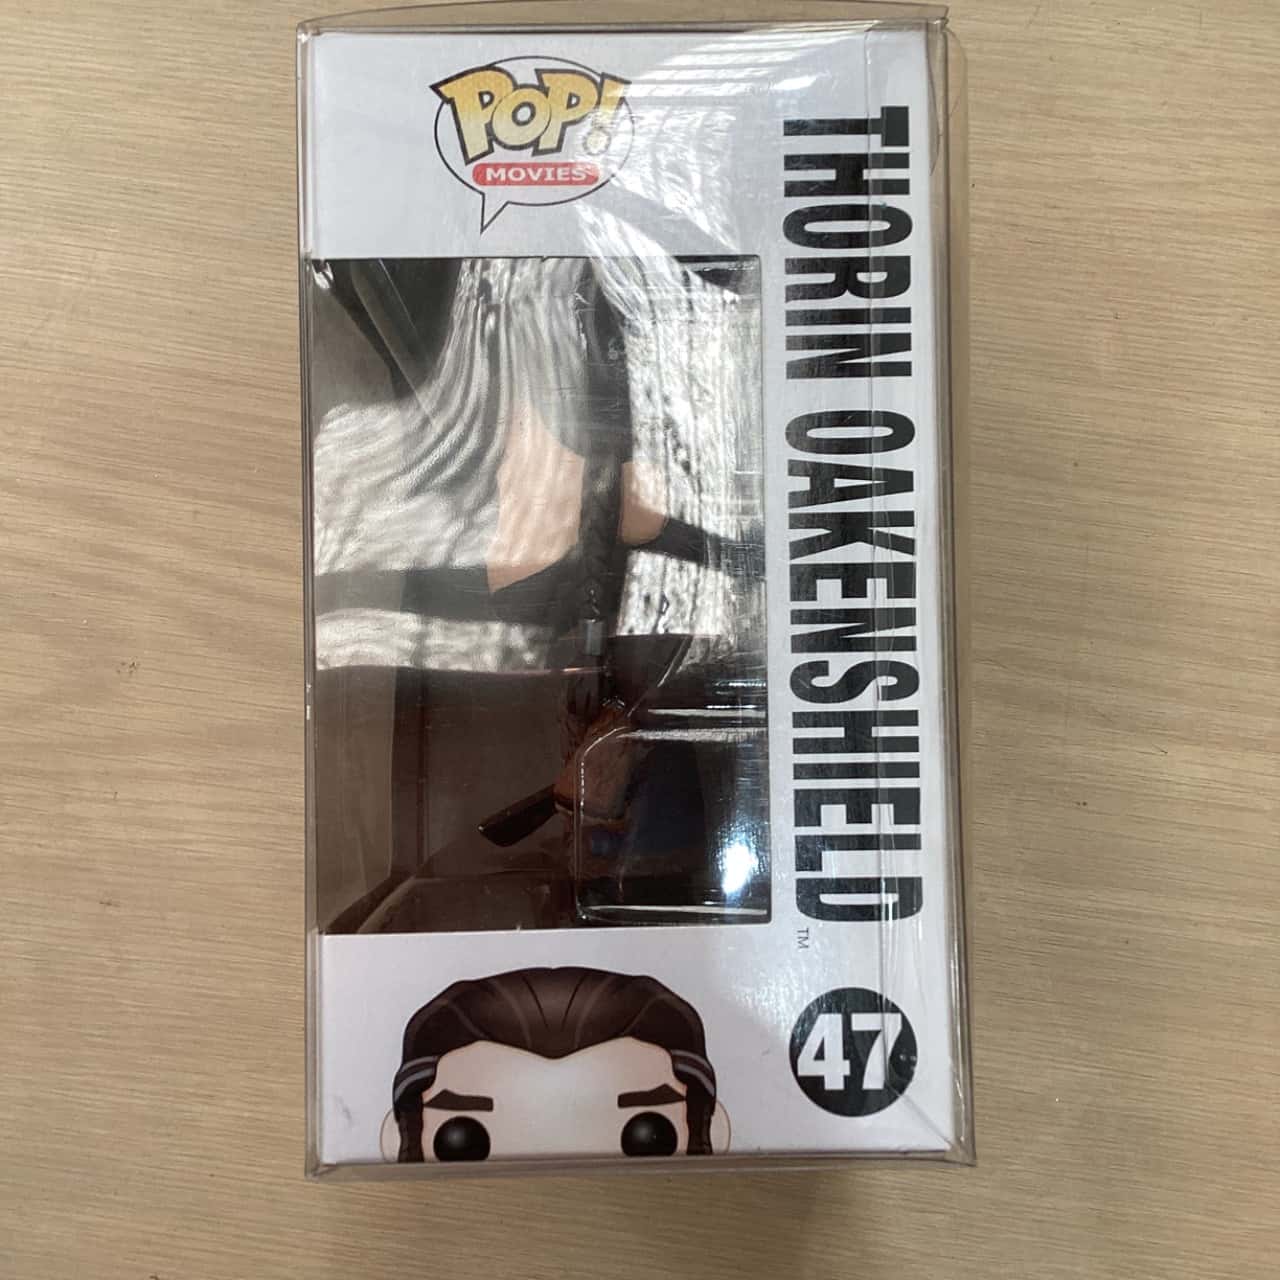 POP!
MOVIES
THORIN OAKENSHIELD™
47